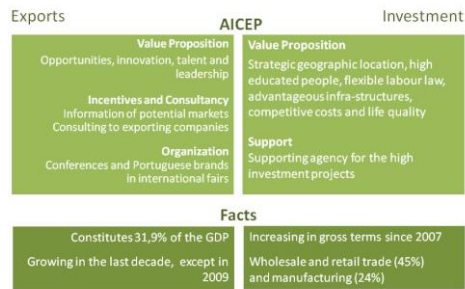 Exports
AICEP
Investment
Value Proposition
Opportunities, innovation, talent and
leadership
Incentives and Consultancy
Information of potential markets
Consulting to exporting companies
Organization
Conferences and Portuguese brands
in international fairs
Value Proposition
Strategic geographic location, high
educated people, flexible labour law,
advantageous infra-structures,
competitive costs and life quality
Support
Supporting agency for the high
investment projects
Facts
Constitutes 31,9% of the GDP
Growing in the last decade, except in
2009
Increasing in gross terms since 2007
Wholesale and retail trade (45%)
and manufacturing (24%)